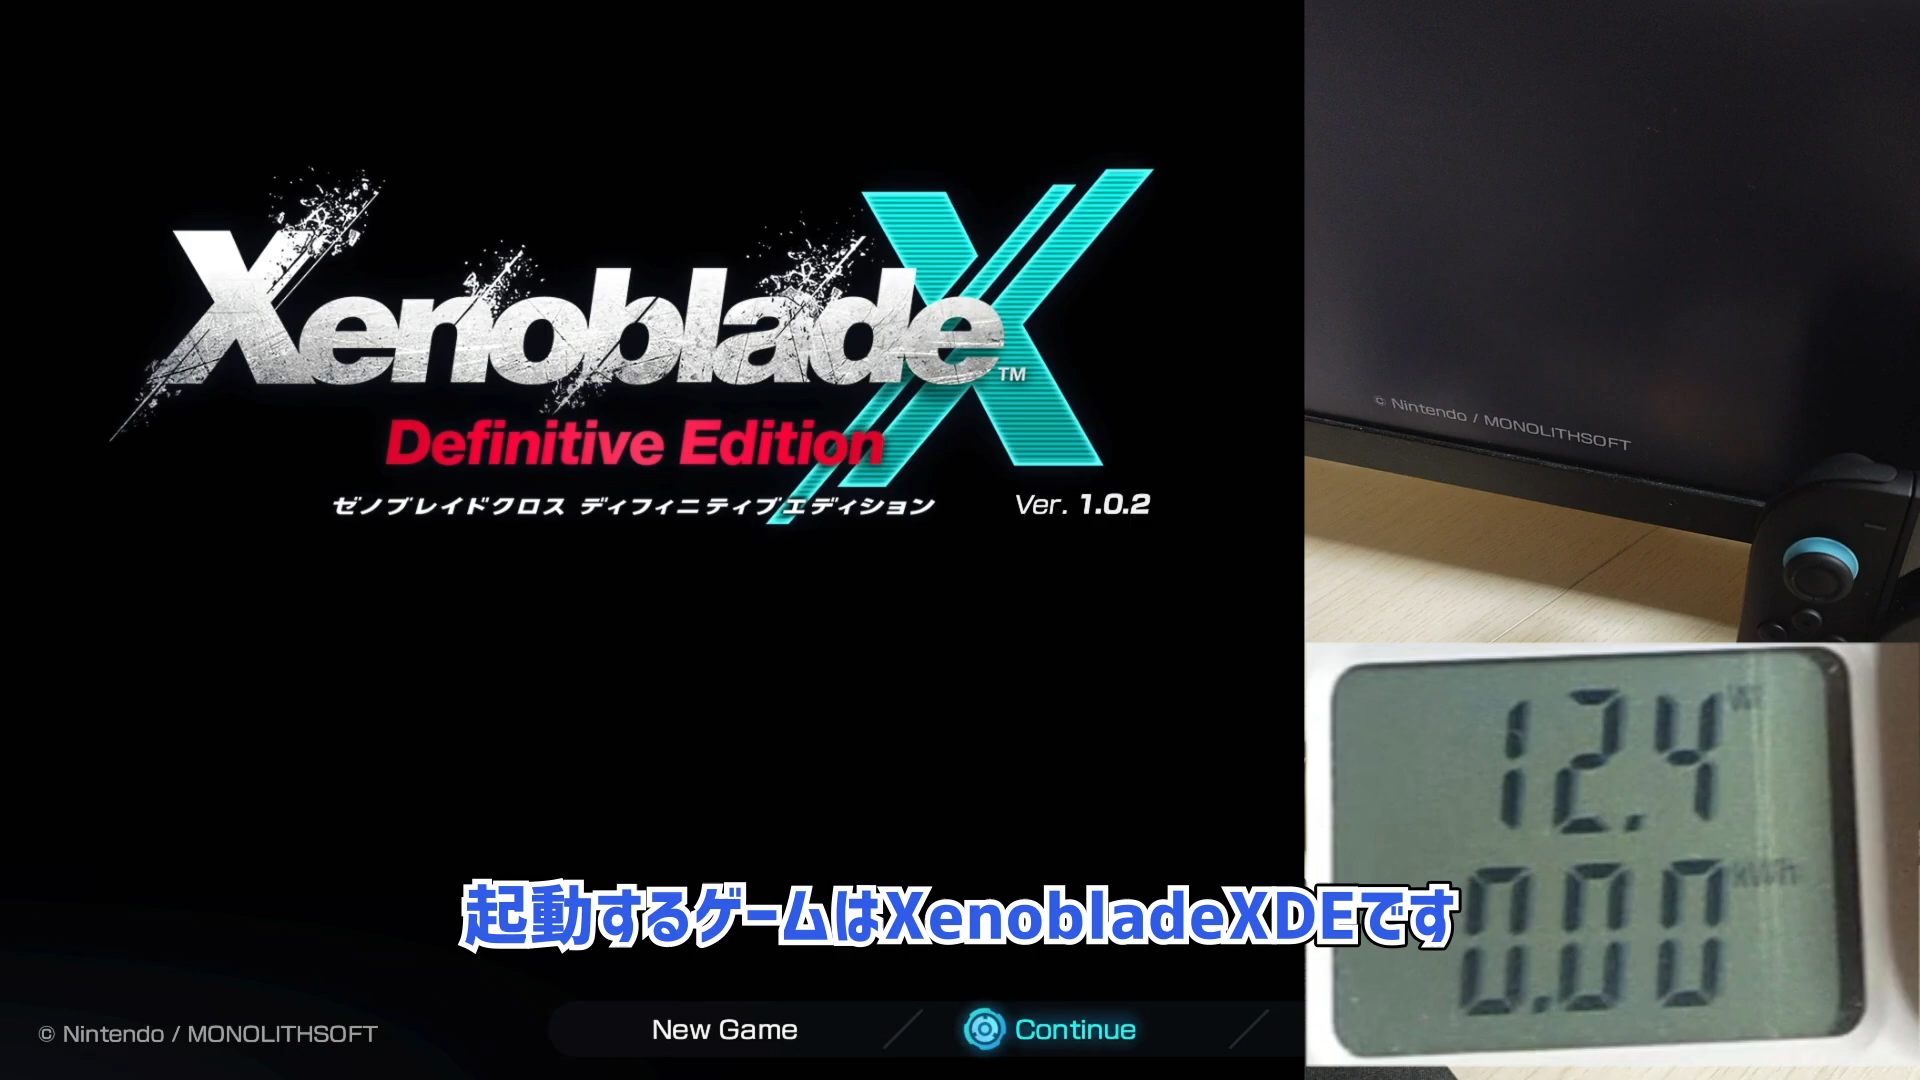 Xenoblade X TM
Definitive Edition
ゼノブレイドクロス ディフィニティブエディション Ver. 1.0.2
© Nintendo / MONOLITHSOFT
12.4 W
0.00 kWh
起動するゲームはXenobladeXDEです
© Nintendo / MONOLITHSOFT
New Game
Continue